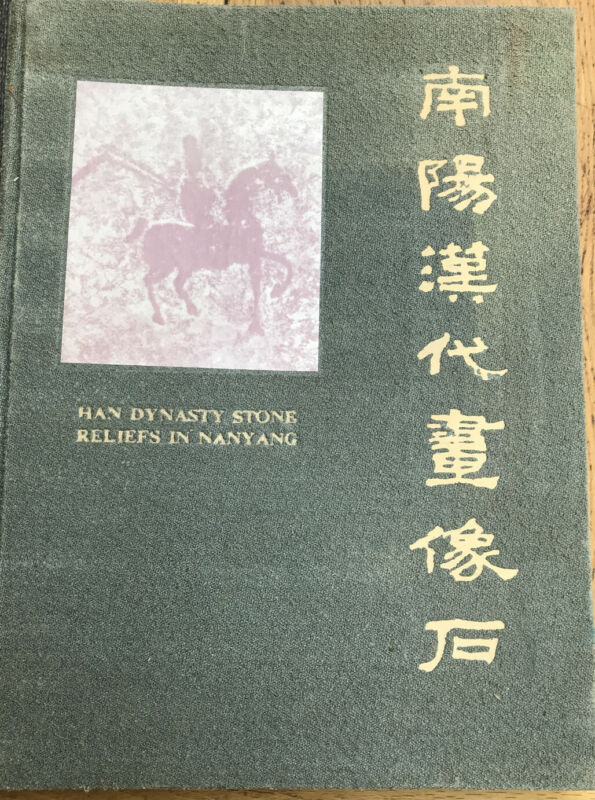 南陽漢代畫像石
HAN DYNASTY STONE
RELIEFS IN NANYANG